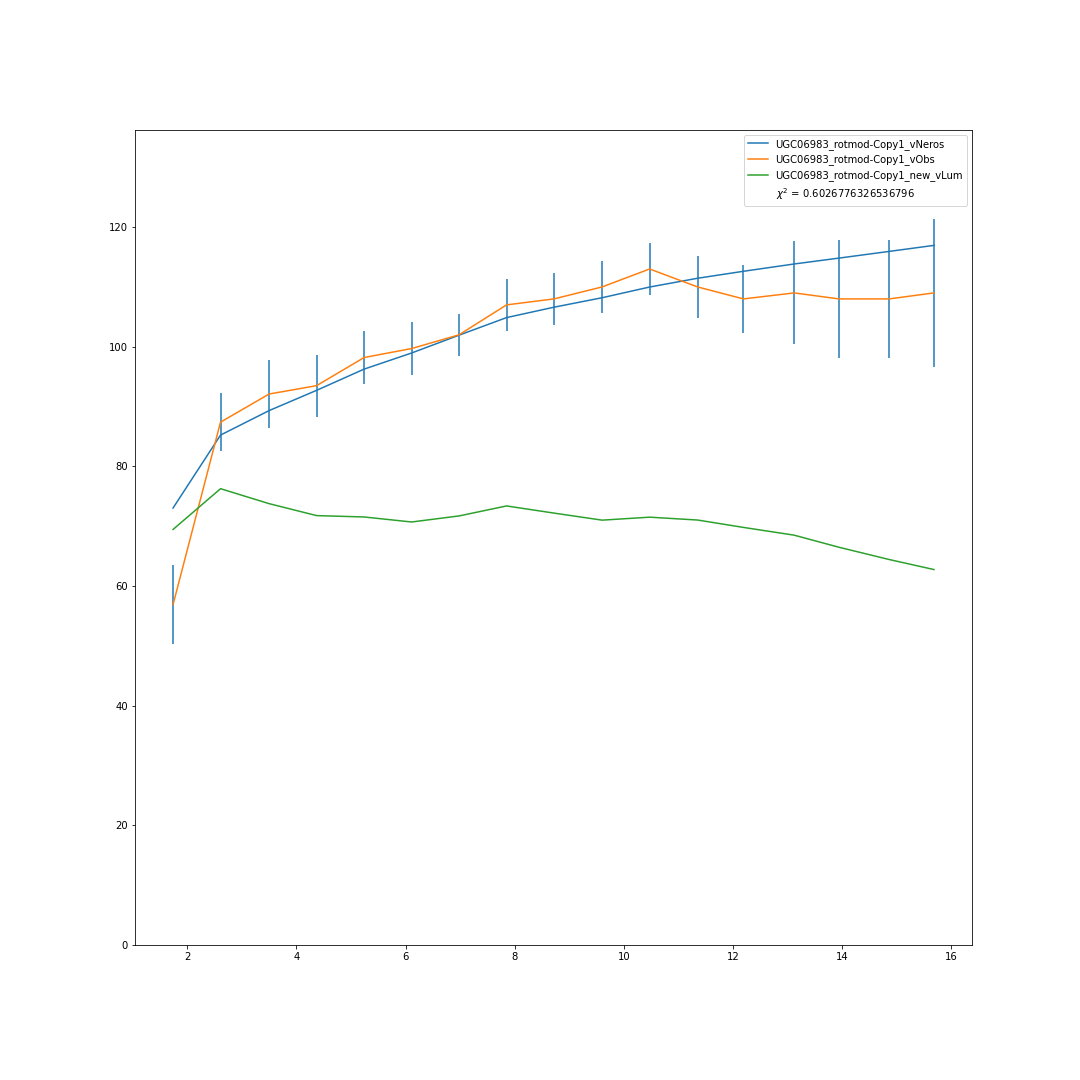 UGC06983_rotmod-Copy1_vNeros
UGC06983_rotmod-Copy1_vObs
UGC06983_rotmod-Copy1_new_vLum
χ² = 0.6026776326536796
120
100
80
60
40
20
0
2 4 6 8 10 12 14 16